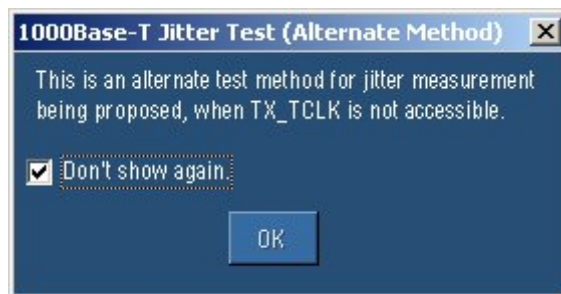 1000Base-T Jitter Test (Alternate Method)
This is an alternate test method for jitter measurement
being proposed, when TX_TCLK is not accessible.
Don't show again.
OK